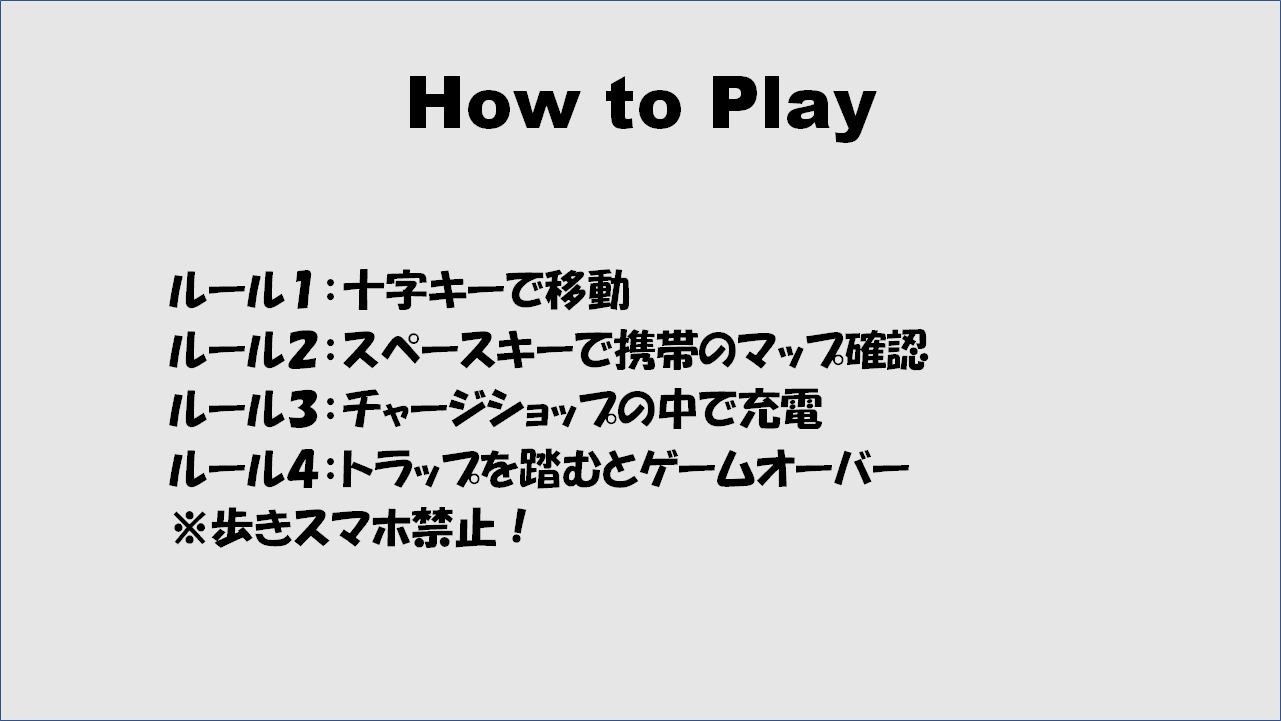 How to Play
ルール1：十字キーで移動
ルール2：スペースキーで携帯のマップ確認
ルール3：チャージショップの中で充電
ルール4：トラップを踏むとゲームオーバー
※歩きスマホ禁止！